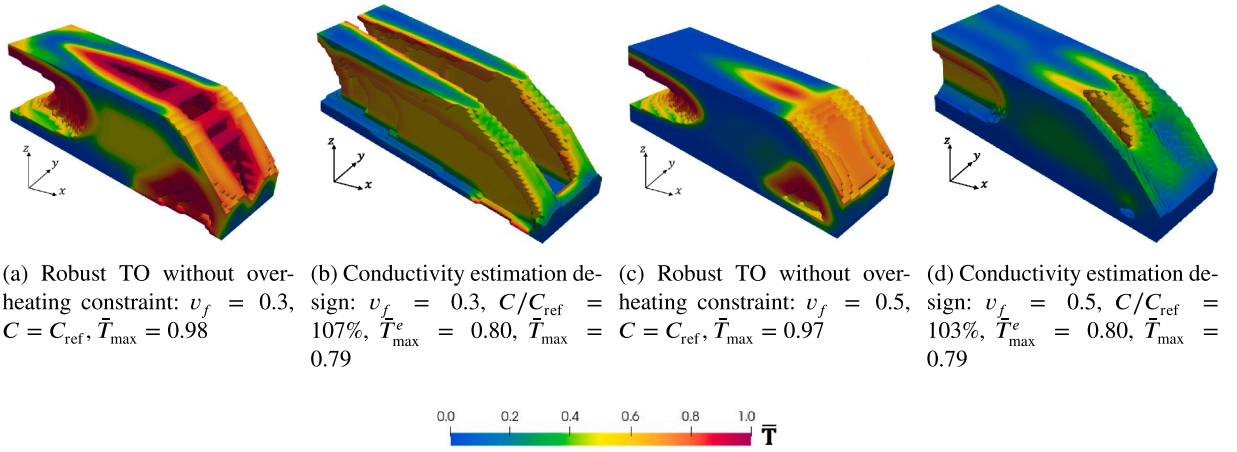 z
y
x
z
y
x
z
y
x
z
y
x
(a) Robust TO without over-
heating constraint: v_f = 0.3,
C = C_ref, T̄_max = 0.98
(b) Conductivity estimation de-
sign: v_f = 0.3, C/C_ref =
107%, T̄^e_max = 0.80, T̄_max =
0.79
(c) Robust TO without over-
heating constraint: v_f = 0.5,
C = C_ref, T̄_max = 0.97
(d) Conductivity estimation de-
sign: v_f = 0.5, C/C_ref =
103%, T̄^e_max = 0.80, T̄_max =
0.79
0.0 0.2 0.4 0.6 0.8 1.0
T̄